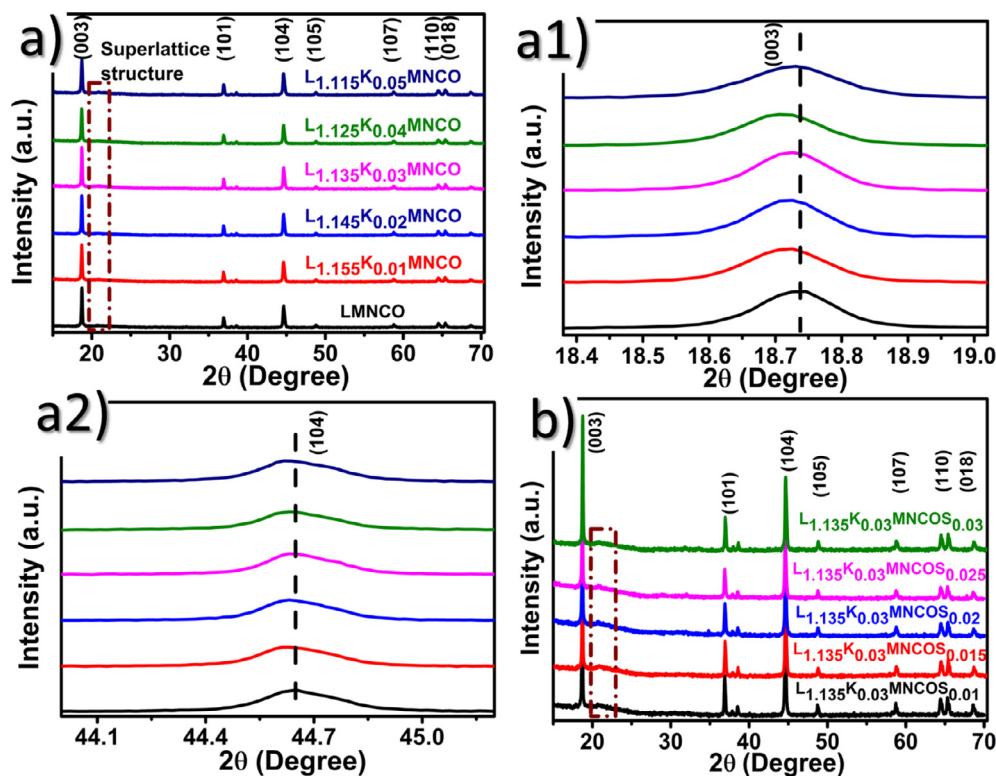 a)
(003)
Superlattice
structure
(101)
(104)
(105)
(107)
(110)
(018)
L1.115K0.05MNCO
L1.125K0.04MNCO
L1.135K0.03MNCO
L1.145K0.02MNCO
L1.155K0.01MNCO
LMNCO
Intensity (a.u.)
20 30 40 50 60 70
2θ (Degree)
a1)
(003)
Intensity (a.u.)
18.4 18.5 18.6 18.7 18.8 18.9 19.0
2θ (Degree)
a2)
(104)
Intensity (a.u.)
44.1 44.4 44.7 45.0
2θ (Degree)
b)
(003)
(101)
(104)
(105)
(107)
(110)
(018)
L1.135K0.03MNCOS0.03
L1.135K0.03MNCOS0.025
L1.135K0.03MNCOS0.02
L1.135K0.03MNCOS0.015
L1.135K0.03MNCOS0.01
Intensity (a.u.)
20 30 40 50 60 70
2θ (Degree)